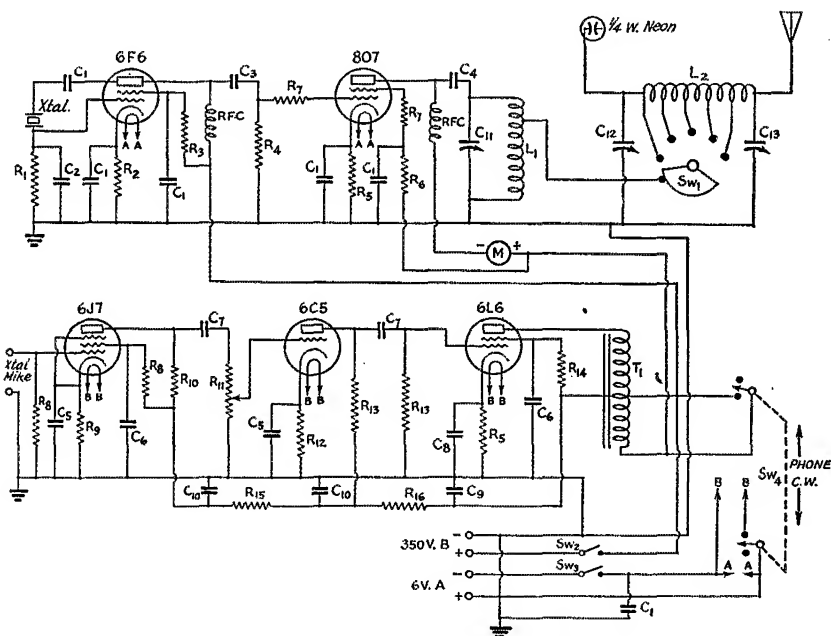 ¼ W. Neon
6F6
807
C₁
C₃
C₄
L₂
Xtal.
R₇
RFC
R₃
R₄
R₇
RFC
C₁₁
L₁
C₁₂
C₁₃
A A
A A
Sw₁
R₁
C₂
C₁
R₂
C₁
C₁
R₅
C₁
R₆
- M +
6J7
6C5
6L6
C₇
C₇
T₁
Xtal
Mike
R₈
R₁₀
R₁₁
R₁₄
B B
B B
B B
R₈
C₅
R₉
C₆
C₅
R₁₂
R₁₃
R₁₃
C₈
R₅
C₆
C₁₀
R₁₅
C₁₀
R₁₆
C₉
Sw₄
PHONE
C.W.
B B
350V. B
-
+
Sw₂
6V. A
-
+
Sw₃
A A
C₁